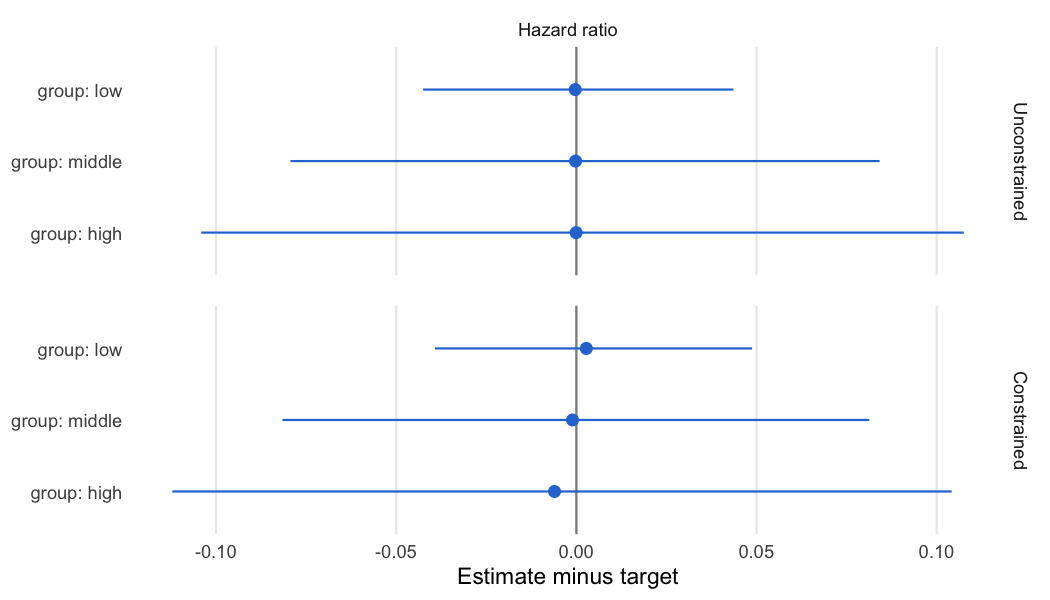 Hazard ratio
group: low
group: middle
group: high
Unconstrained
group: low
group: middle
group: high
Constrained
-0.10 -0.05 0.00 0.05 0.10
Estimate minus target